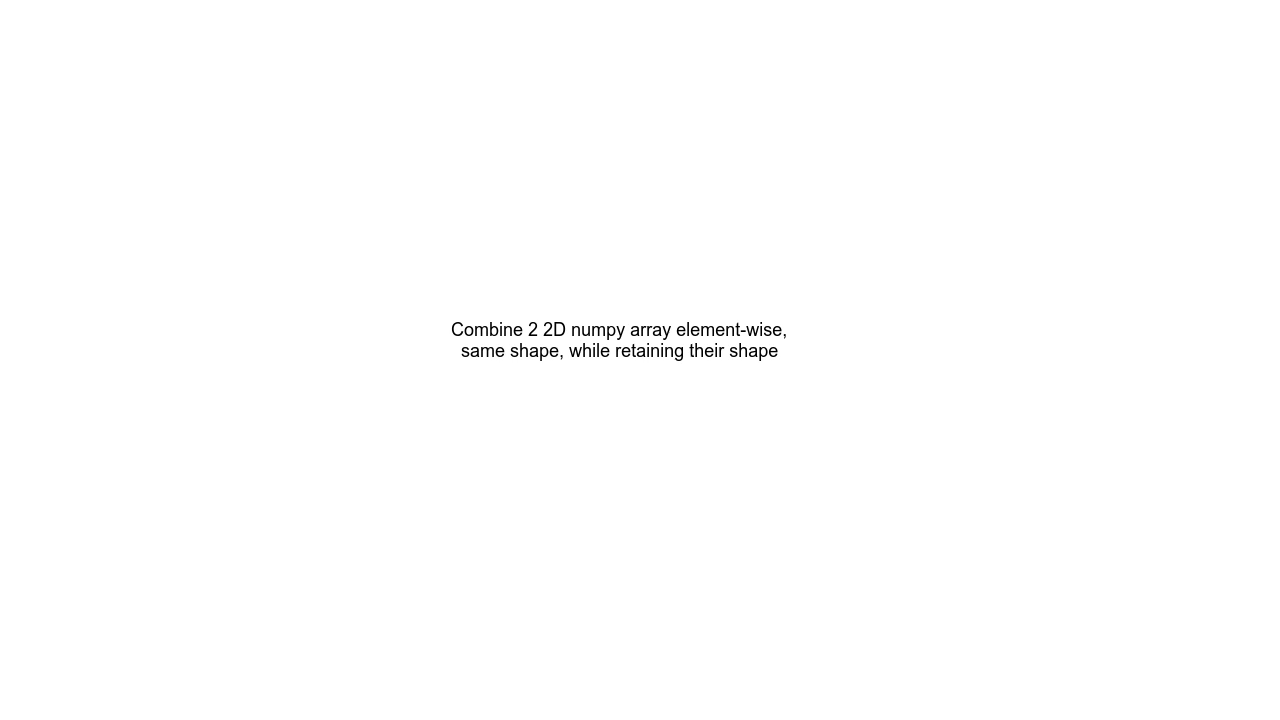 Combine 2 2D numpy array element-wise,
same shape, while retaining their shape